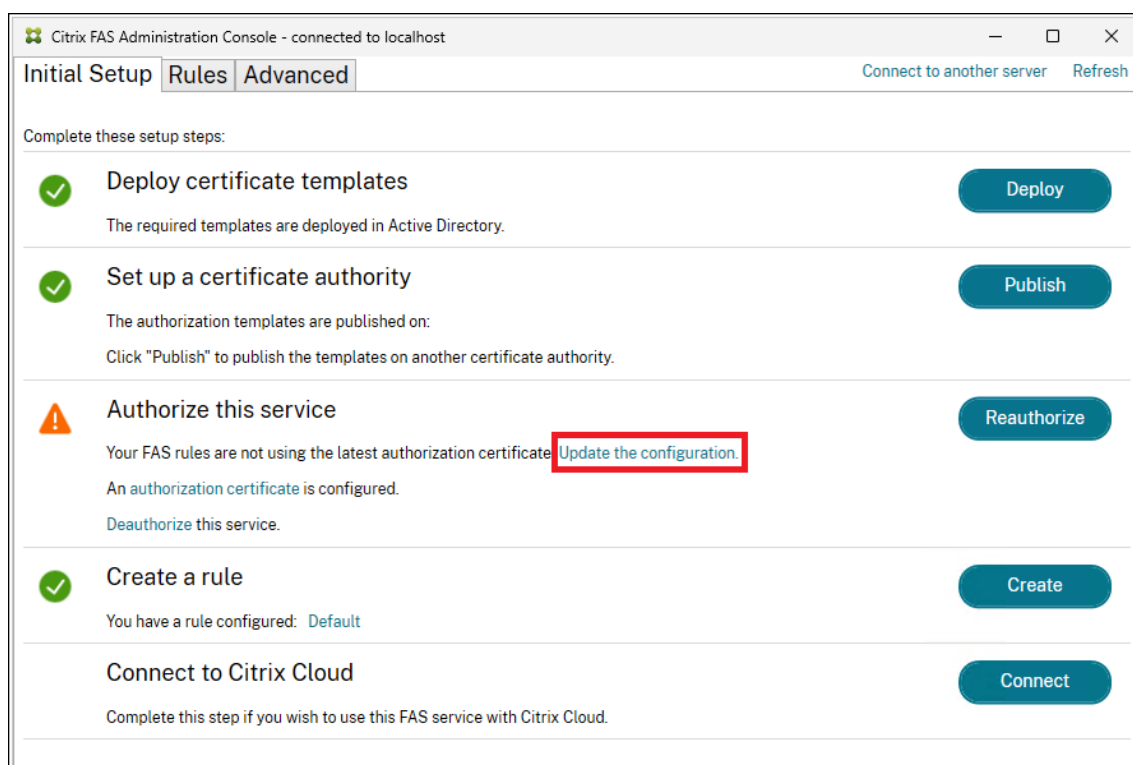 Citrix FAS Administration Console - connected to localhost
Initial Setup Rules Advanced Connect to another server Refresh
Complete these setup steps:
Deploy certificate templates
Deploy
The required templates are deployed in Active Directory.
Set up a certificate authority
Publish
The authorization templates are published on:
Click "Publish" to publish the templates on another certificate authority.
Authorize this service
Reauthorize
Your FAS rules are not using the latest authorization certificate Update the configuration.
An authorization certificate is configured.
Deauthorize this service.
Create a rule
Create
You have a rule configured: Default
Connect to Citrix Cloud
Connect
Complete this step if you wish to use this FAS service with Citrix Cloud.